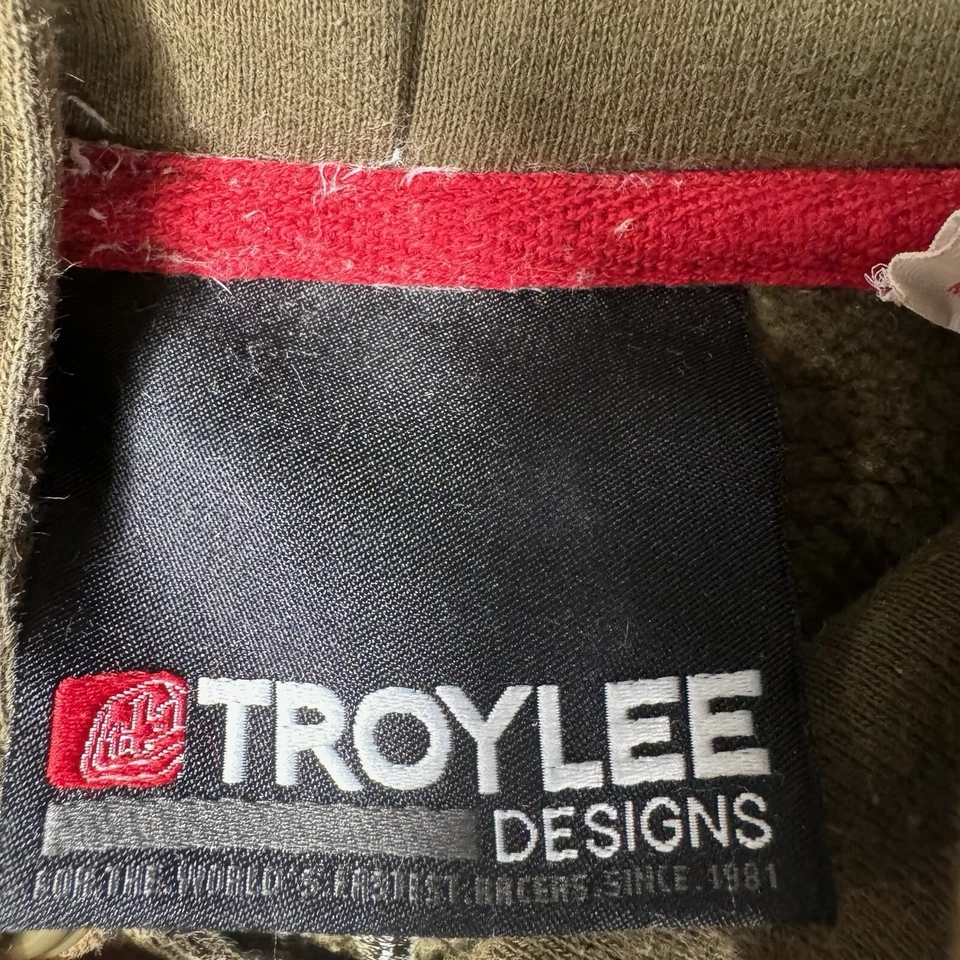 TROYLEE
DESIGNS
FOR THE WORLD'S FASTEST RACERS SINCE 1981